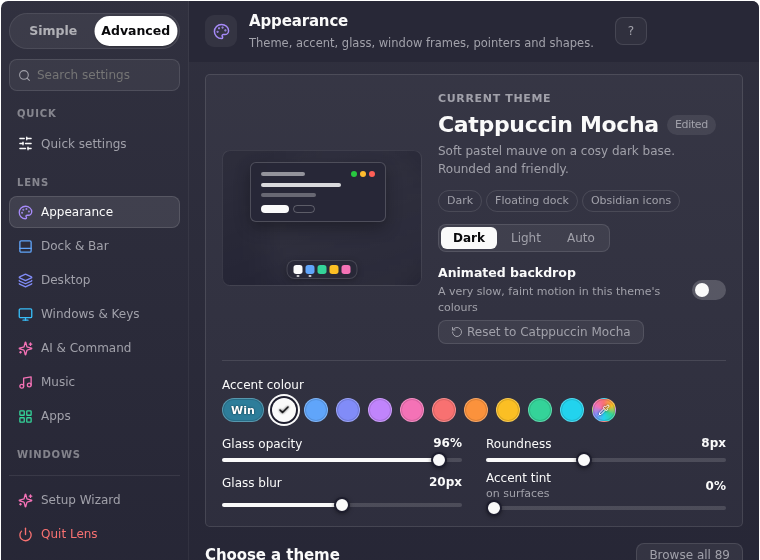 Simple
Advanced
Search settings
QUICK
Quick settings
LENS
Appearance
Dock & Bar
Desktop
Windows & Keys
AI & Command
Music
Apps
WINDOWS
Setup Wizard
Quit Lens
Appearance
Theme, accent, glass, window frames, pointers and shapes.
?
CURRENT THEME
Catppuccin Mocha
Edited
Soft pastel mauve on a cosy dark base.
Rounded and friendly.
Dark
Floating dock
Obsidian icons
Dark
Light
Auto
Animated backdrop
A very slow, faint motion in this theme's
colours
Reset to Catppuccin Mocha
Accent colour
Win
Glass opacity
96%
Roundness
8px
Glass blur
20px
Accent tint
on surfaces
0%
Choose a theme
Browse all 89